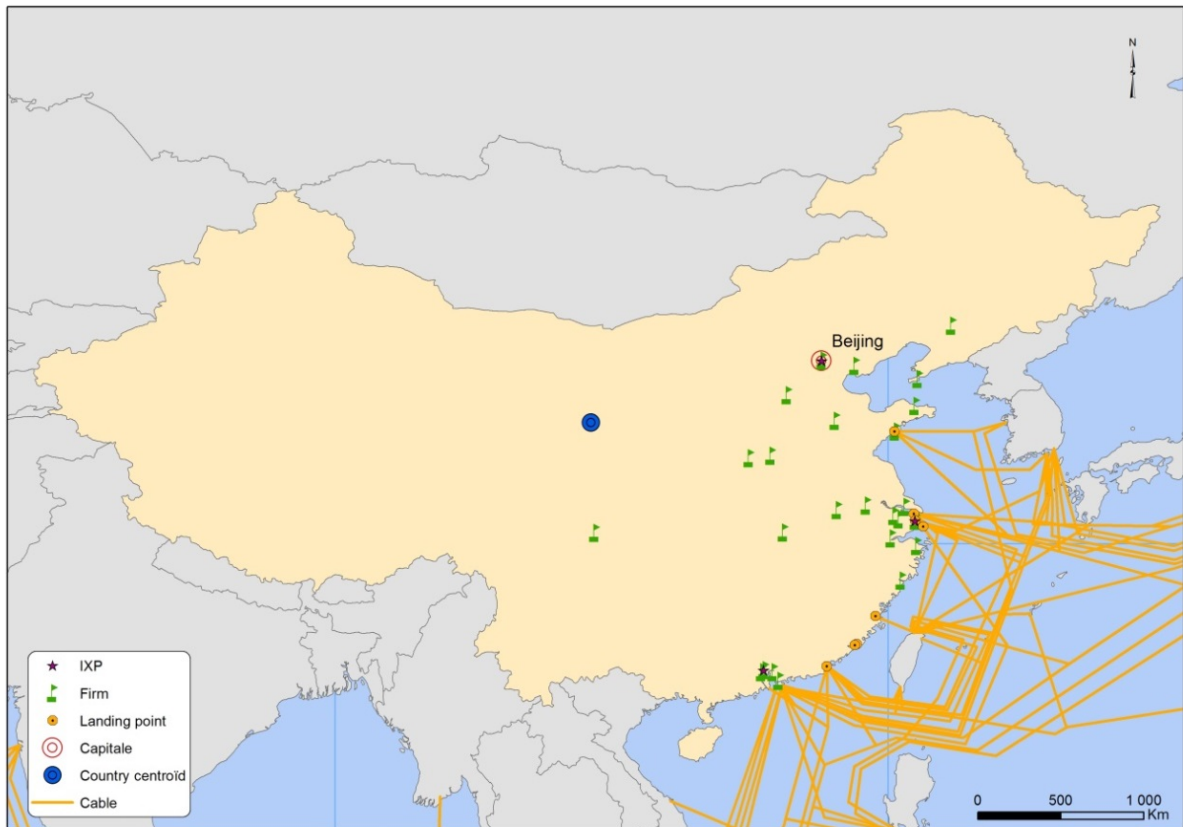 N
Beijing
IXP
Firm
Landing point
Capitale
Country centroïd
Cable
0 500 1 000
Km